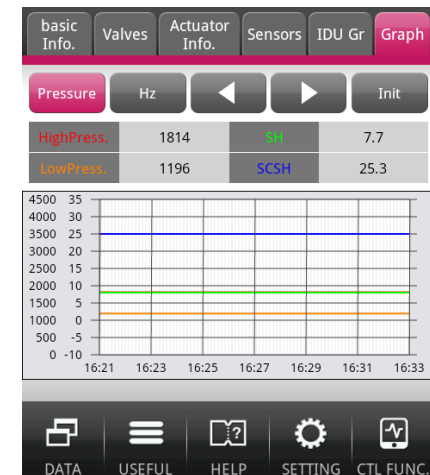 basic Info. Valves Actuator Info. Sensors IDU Gr Graph
Pressure Hz Init
HighPress. 1814 SH 7.7
LowPress. 1196 SCSH 25.3
4500 35
4000 30
3500 25
3000 20
2500 15
2000 10
1500 5
1000 0
500 -5
0 -10
16:21 16:23 16:25 16:27 16:29 16:31 16:33
DATA USEFUL HELP SETTING CTL FUNC.